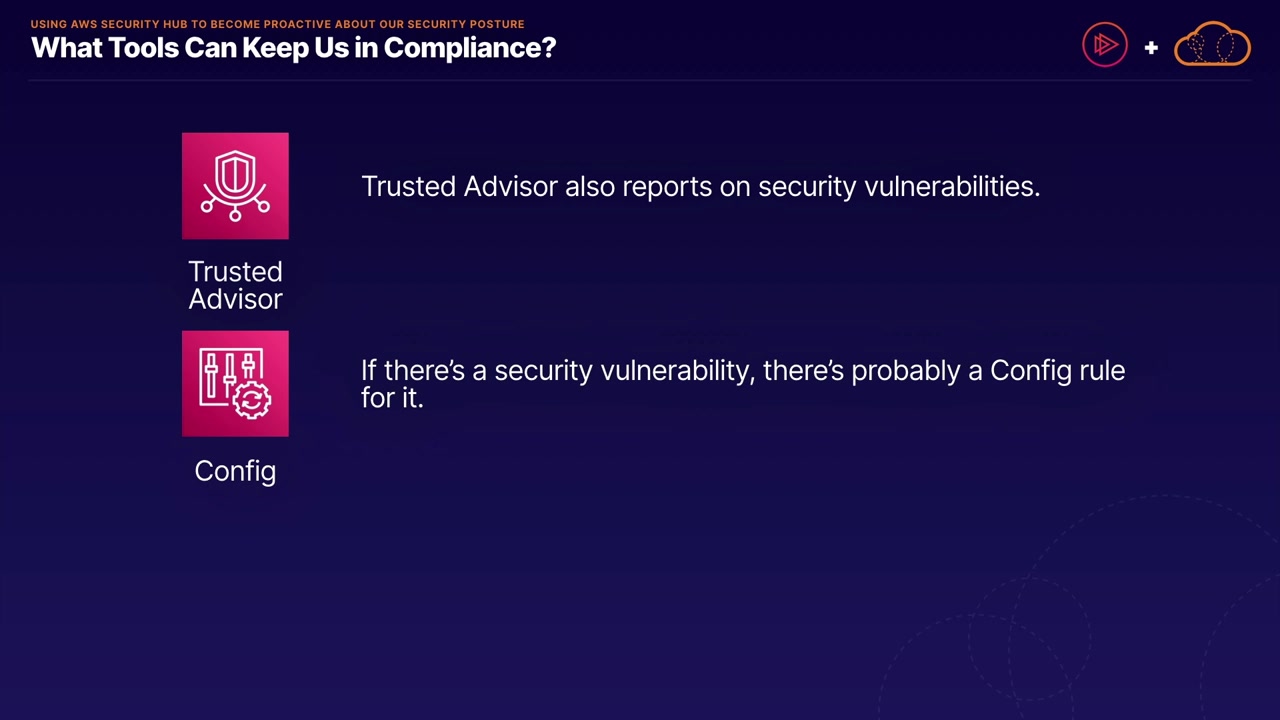 USING AWS SECURITY HUB TO BECOME PROACTIVE ABOUT OUR SECURITY POSTURE
What Tools Can Keep Us in Compliance?
Trusted Advisor also reports on security vulnerabilities.
Trusted
Advisor
If there’s a security vulnerability, there’s probably a Config rule
for it.
Config